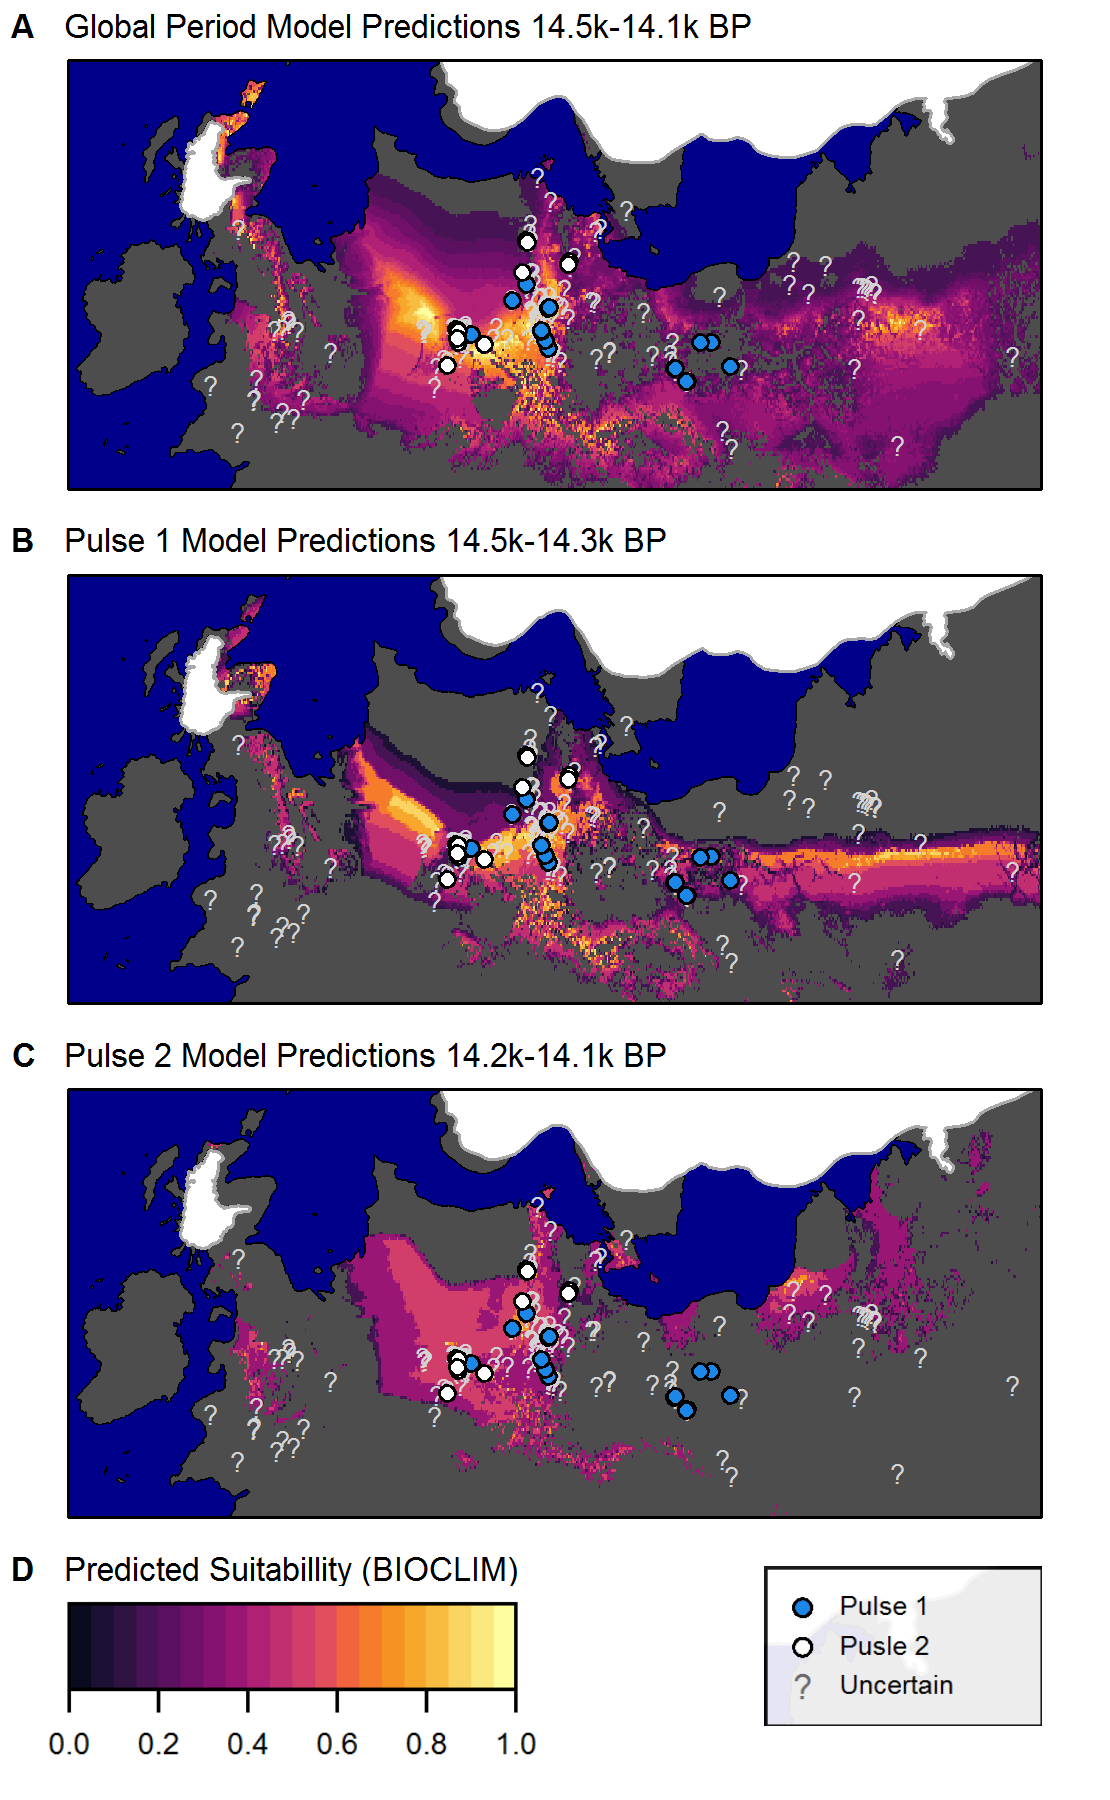 A Global Period Model Predictions 14.5k-14.1k BP
B Pulse 1 Model Predictions 14.5k-14.3k BP
C Pulse 2 Model Predictions 14.2k-14.1k BP
D Predicted Suitabillity (BIOCLIM)
0.0 0.2 0.4 0.6 0.8 1.0
Pulse 1
Pusle 2
? Uncertain